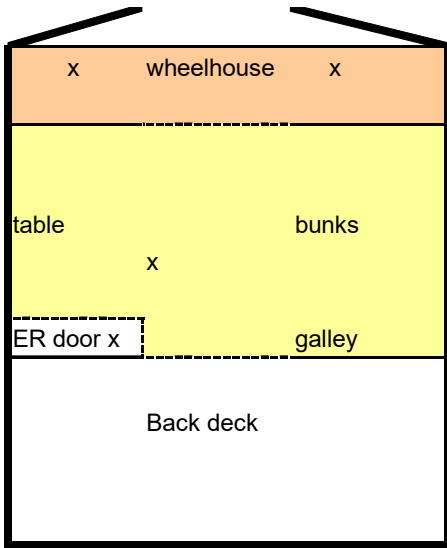 x wheelhouse x
table bunks
x
ER door x galley
Back deck